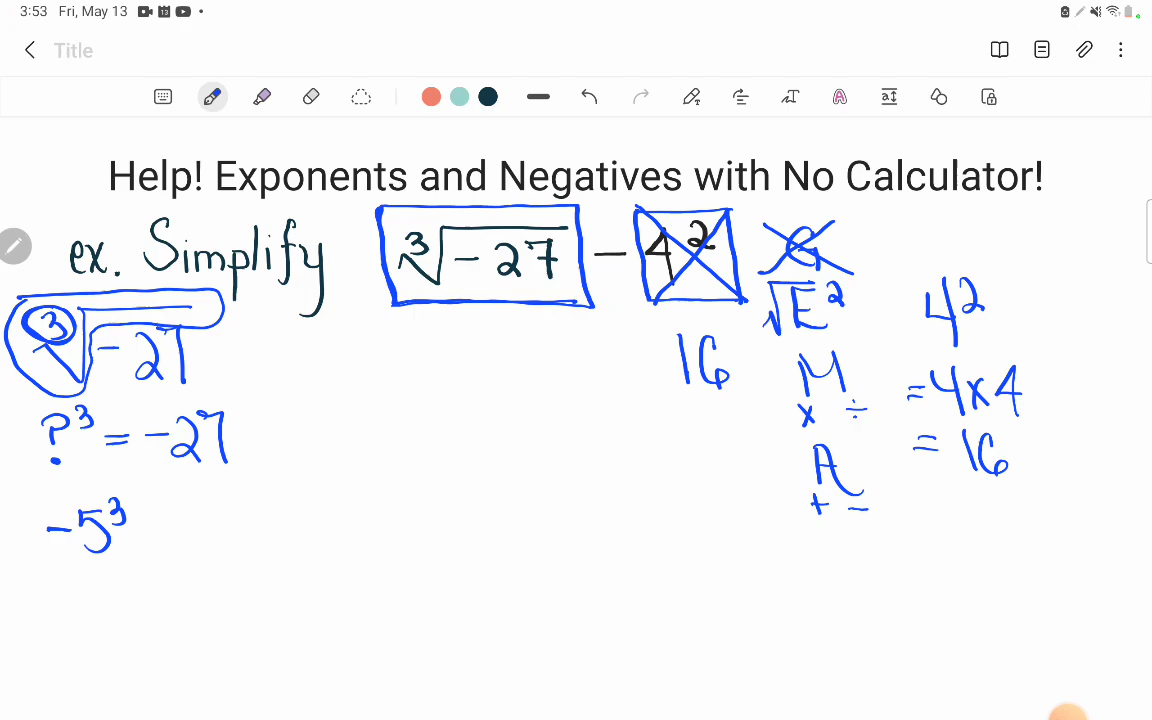 3:53 Fri, May 13
Title
Help! Exponents and Negatives with No Calculator!
ex. Simplify ∛-27 - 4²
G
√E²
M
x ÷
A
+ -
4²
= 4x4
= 16
16
∛-27
?³ = -27
-5³